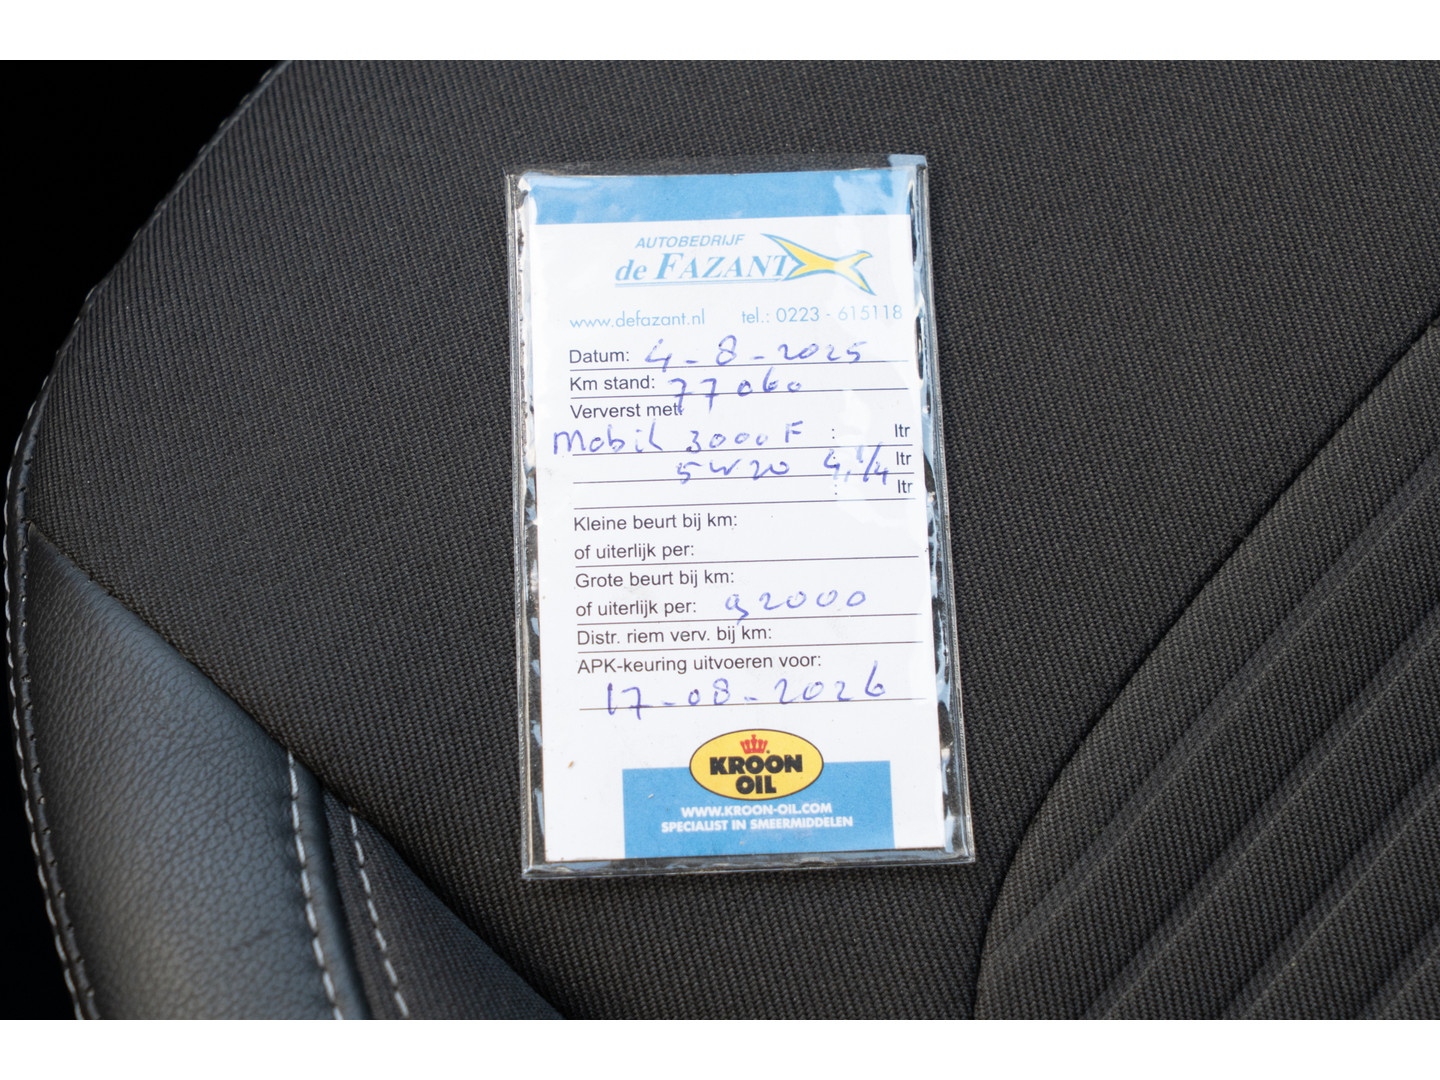 AUTOBEDRIJF
de FAZANT
www.defazant.nl tel.: 0223 - 615118
Datum: 4-8-2025
Km stand: 77060
Ververst met:
Mobil 3000 F : ltr
5W20 : 4,1/4 ltr
: ltr
Kleine beurt bij km:
of uiterlijk per:
Grote beurt bij km:
of uiterlijk per: 92000
Distr. riem verv. bij km:
APK-keuring uitvoeren voor:
17-08-2026
KROON
OIL
WWW.KROON-OIL.COM
SPECIALIST IN SMEERMIDDELEN